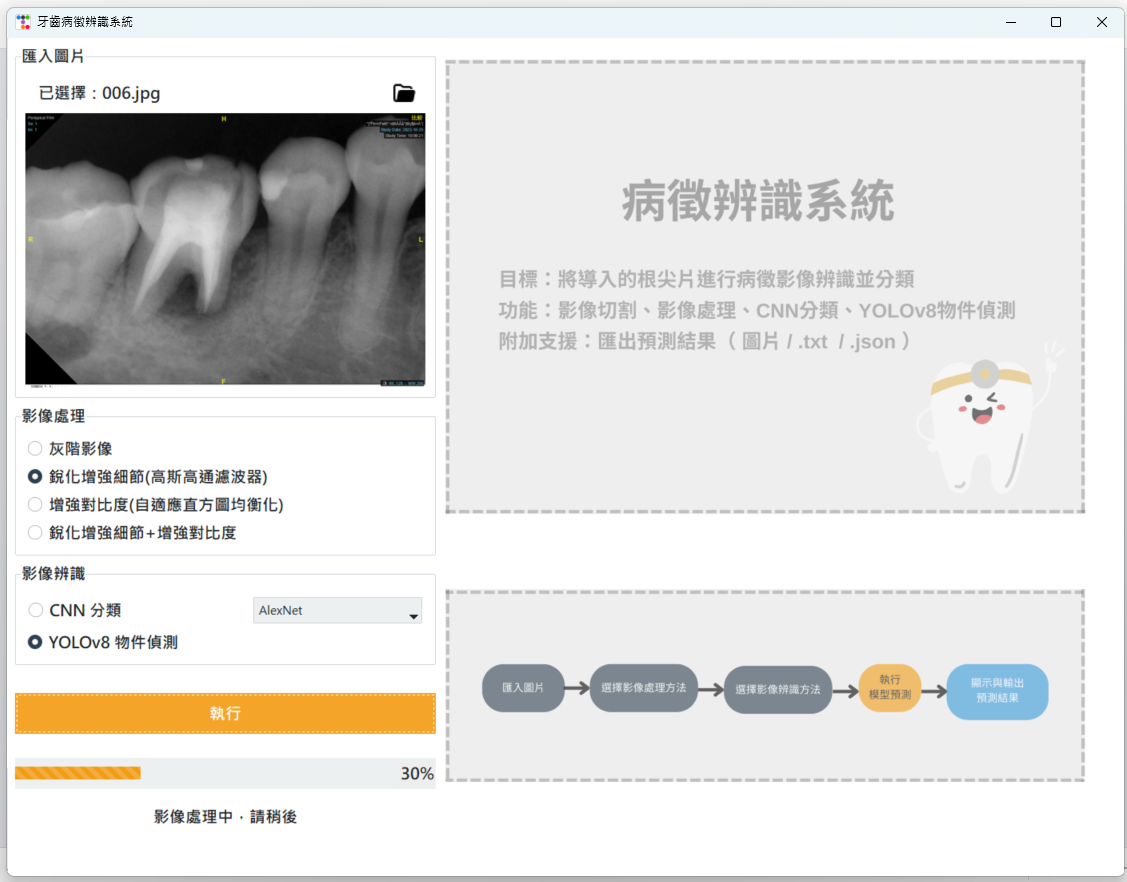 牙齒病徵辨識系統
匯入圖片
已選擇：006.jpg
H
比較
R
L
F
影像處理
灰階影像
銳化增強細節(高斯高通濾波器)
增強對比度(自適應直方圖均衡化)
銳化增強細節+增強對比度
影像辨識
CNN 分類
AlexNet
YOLOv8 物件偵測
執行
30%
影像處理中，請稍後
病徵辨識系統
目標：將導入的根尖片進行病徵影像辨識並分類
功能：影像切割、影像處理、CNN分類、YOLOv8物件偵測
附加支援：匯出預測結果（ 圖片 / .txt / .json ）
匯入圖片
選擇影像處理方法
選擇影像辨識方法
執行
模型預測
顯示與輸出
預測結果